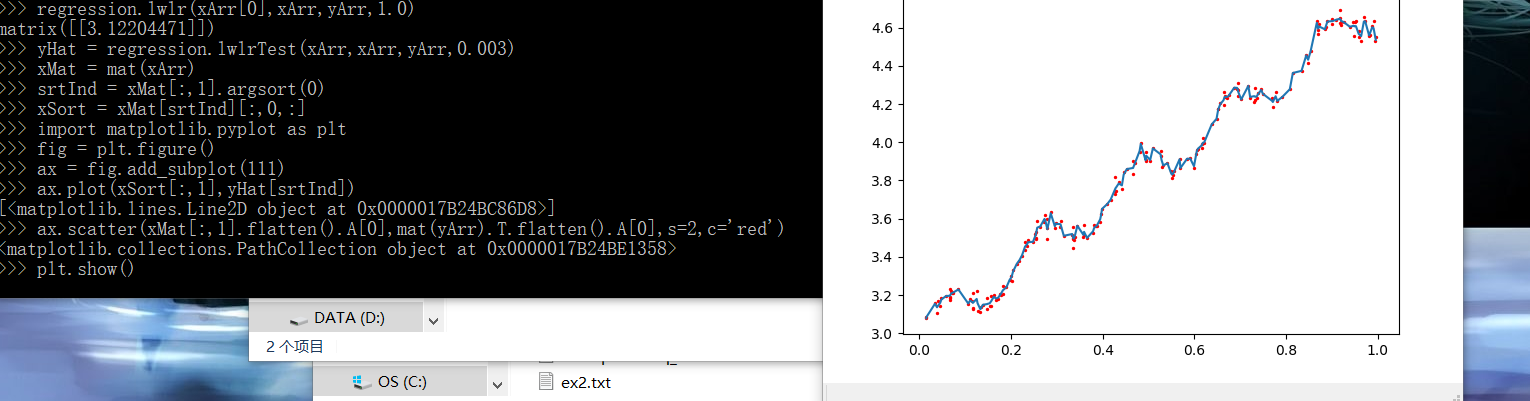 >>> regression.lwlr(xArr[0],xArr,yArr,1.0)
matrix([[3.12204471]])
>>> yHat = regression.lwlrTest(xArr,xArr,yArr,0.003)
>>> xMat = mat(xArr)
>>> srtInd = xMat[:,1].argsort(0)
>>> xSort = xMat[srtInd][:,0,:]
>>> import matplotlib.pyplot as plt
>>> fig = plt.figure()
>>> ax = fig.add_subplot(111)
>>> ax.plot(xSort[:,1],yHat[srtInd])
[<matplotlib.lines.Line2D object at 0x0000017B24BC86D8>]
>>> ax.scatter(xMat[:,1].flatten().A[0],mat(yArr).T.flatten().A[0],s=2,c='red')
<matplotlib.collections.PathCollection object at 0x0000017B24BE1358>
>>> plt.show()
DATA (D:)
2 个项目
OS (C:)
ex2.txt
4.6
4.4
4.2
4.0
3.8
3.6
3.4
3.2
3.0
0.0 0.2 0.4 0.6 0.8 1.0